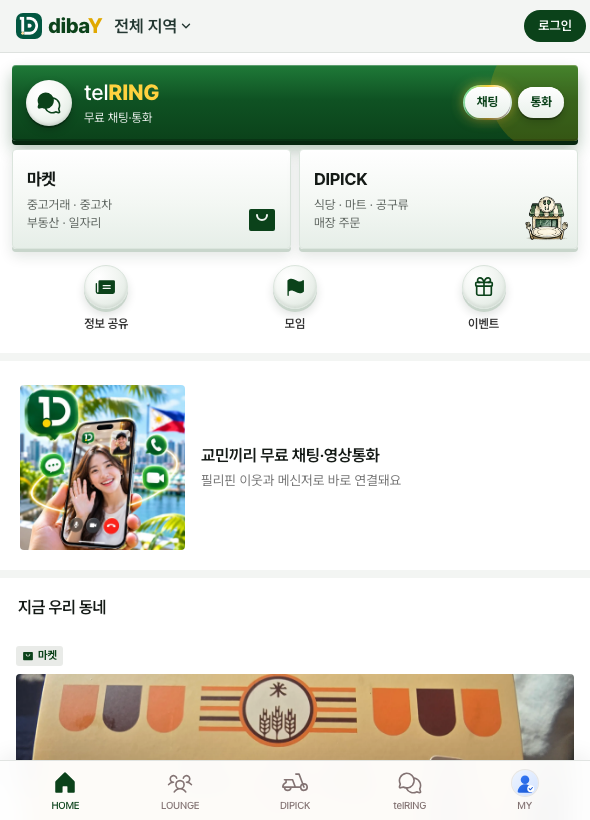 dibaY
전체 지역
로그인
telRING
무료 채팅·통화
채팅
통화
마켓
중고거래 · 중고차
부동산 · 일자리
DIPICK
식당 · 마트 · 공구류
매장 주문
정보 공유
모임
이벤트
교민끼리 무료 채팅·영상통화
필리핀 이웃과 메신저로 바로 연결돼요
지금 우리 동네
마켓
HOME
LOUNGE
DIPICK
telRING
MY